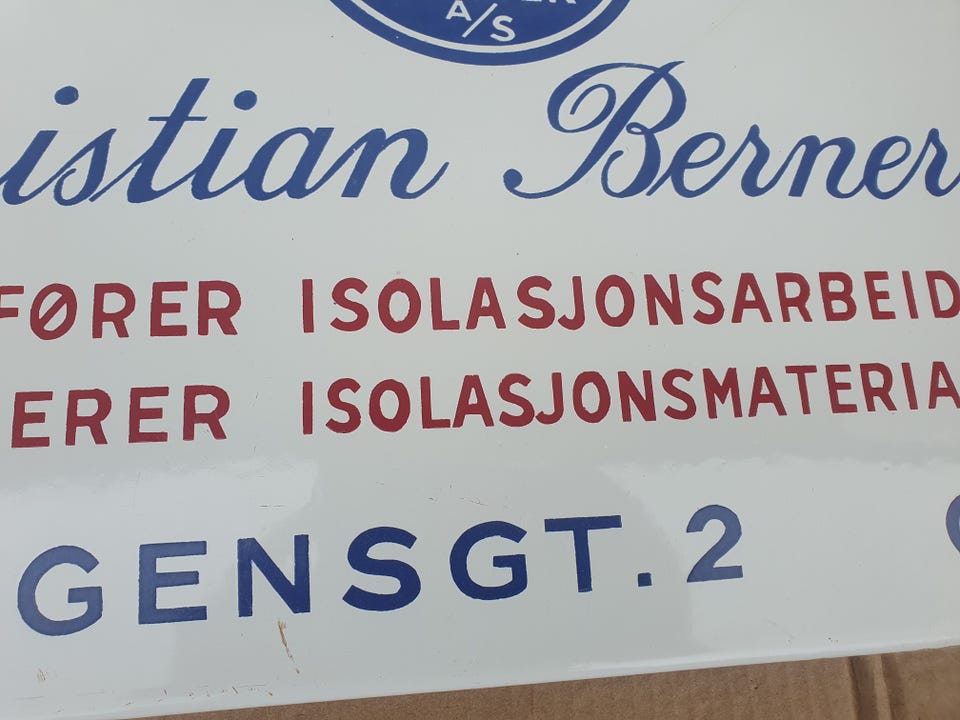 A/S
istian Berner
FØRER ISOLASJONSARBEID
ERER ISOLASJONSMATERIA
GENSGT. 2